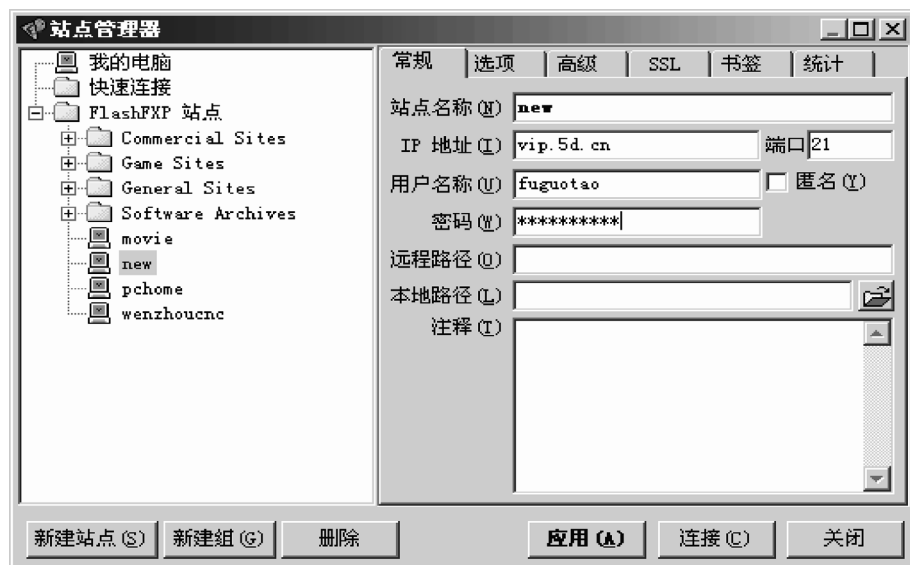 站点管理器
我的电脑
快速连接
FlashFXP 站点
Commercial Sites
Game Sites
General Sites
Software Archives
movie
new
pchome
wenzhoucnc
常规 选项 高级 SSL 书签 统计
站点名称(N) new
IP 地址(I) vip.5d.cn 端口 21
用户名称(U) fuguotao 匿名(Y)
密码(W) **********
远程路径(O)
本地路径(L)
注释(T)
新建站点(S) 新建组(G) 删除 应用(A) 连接(C) 关闭